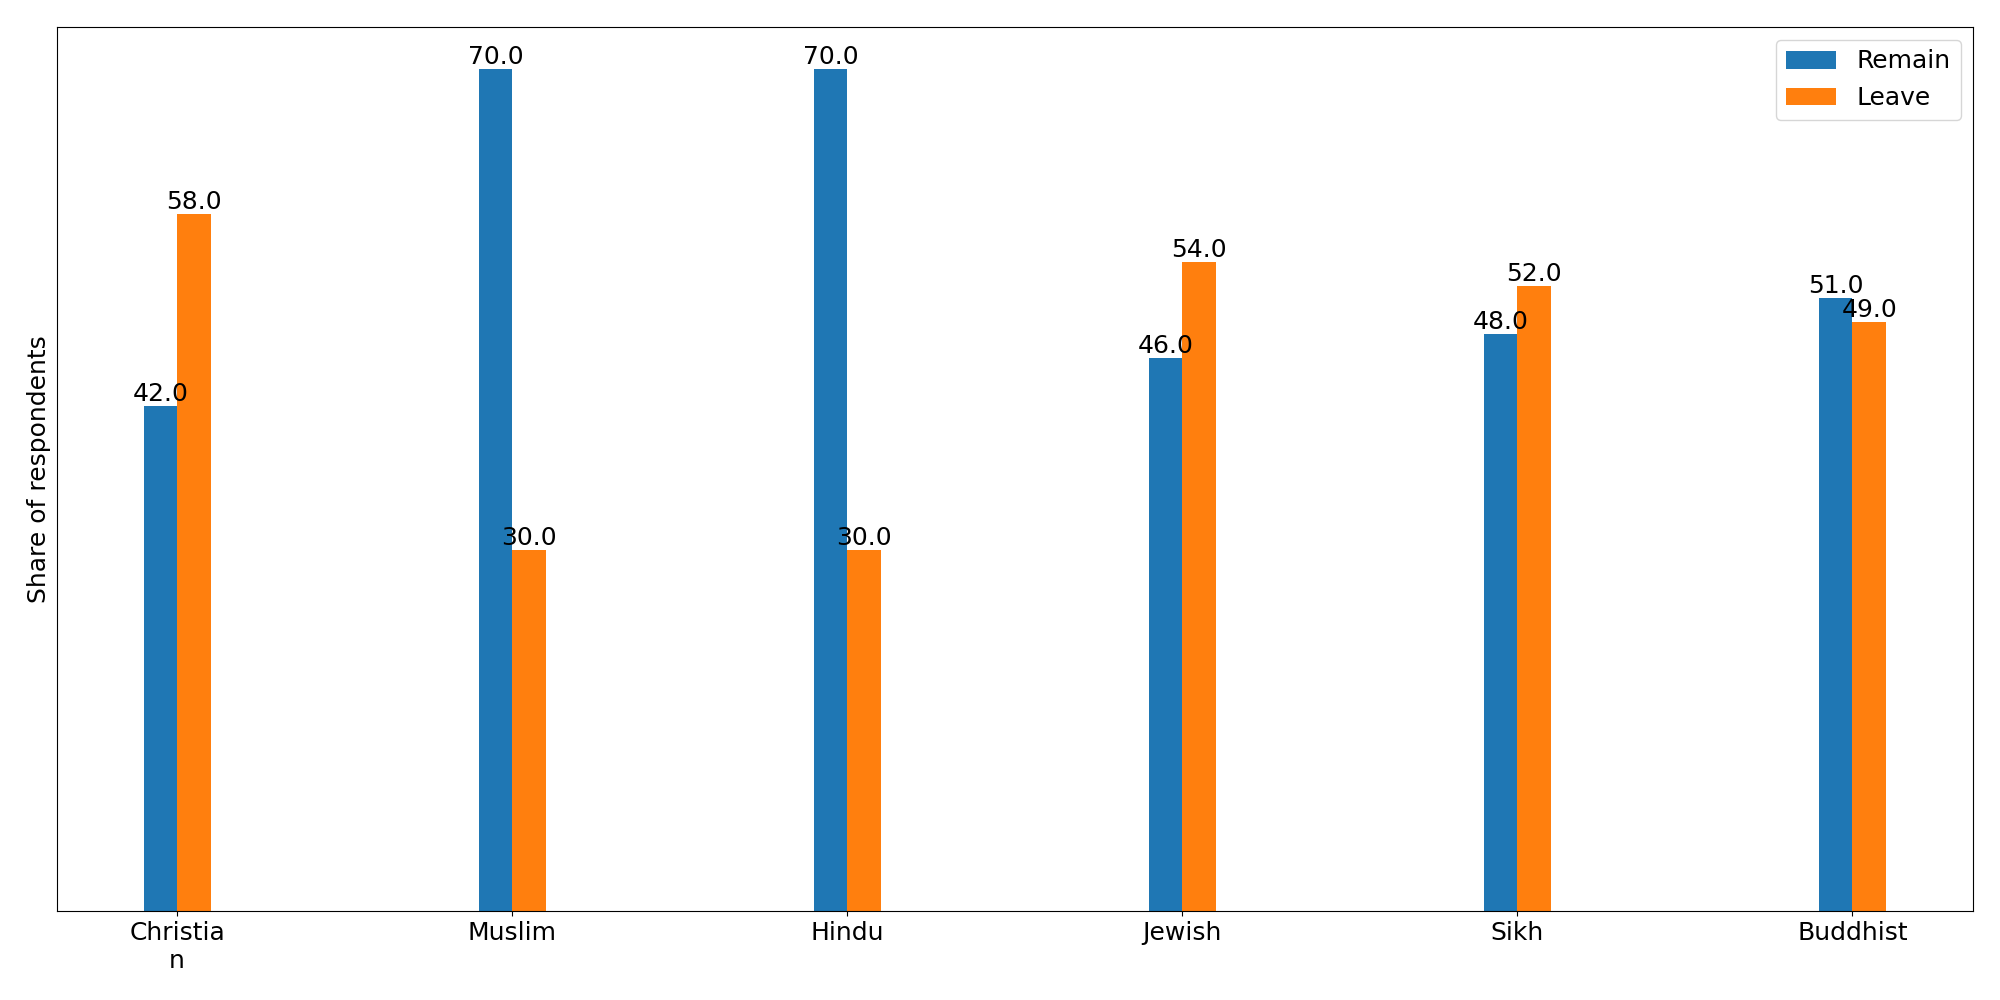 70.0
70.0
Remain
Leave
58.0
54.0
52.0
51.0
49.0
48.0
46.0
42.0
30.0
30.0
Share of respondents
Christia
n
Muslim
Hindu
Jewish
Sikh
Buddhist